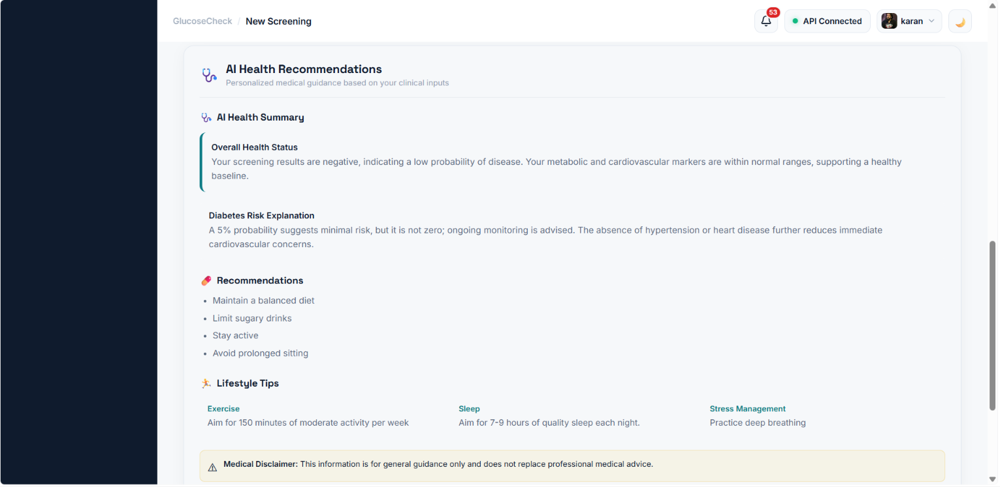 GlucoseCheck / New Screening
53
API Connected
karan
AI Health Recommendations
Personalized medical guidance based on your clinical inputs
AI Health Summary
Overall Health Status
Your screening results are negative, indicating a low probability of disease. Your metabolic and cardiovascular markers are within normal ranges, supporting a healthy
baseline.
Diabetes Risk Explanation
A 5% probability suggests minimal risk, but it is not zero; ongoing monitoring is advised. The absence of hypertension or heart disease further reduces immediate
cardiovascular concerns.
Recommendations
• Maintain a balanced diet
• Limit sugary drinks
• Stay active
• Avoid prolonged sitting
Lifestyle Tips
Exercise
Aim for 150 minutes of moderate activity per week
Sleep
Aim for 7-9 hours of quality sleep each night.
Stress Management
Practice deep breathing
Medical Disclaimer: This information is for general guidance only and does not replace professional medical advice.